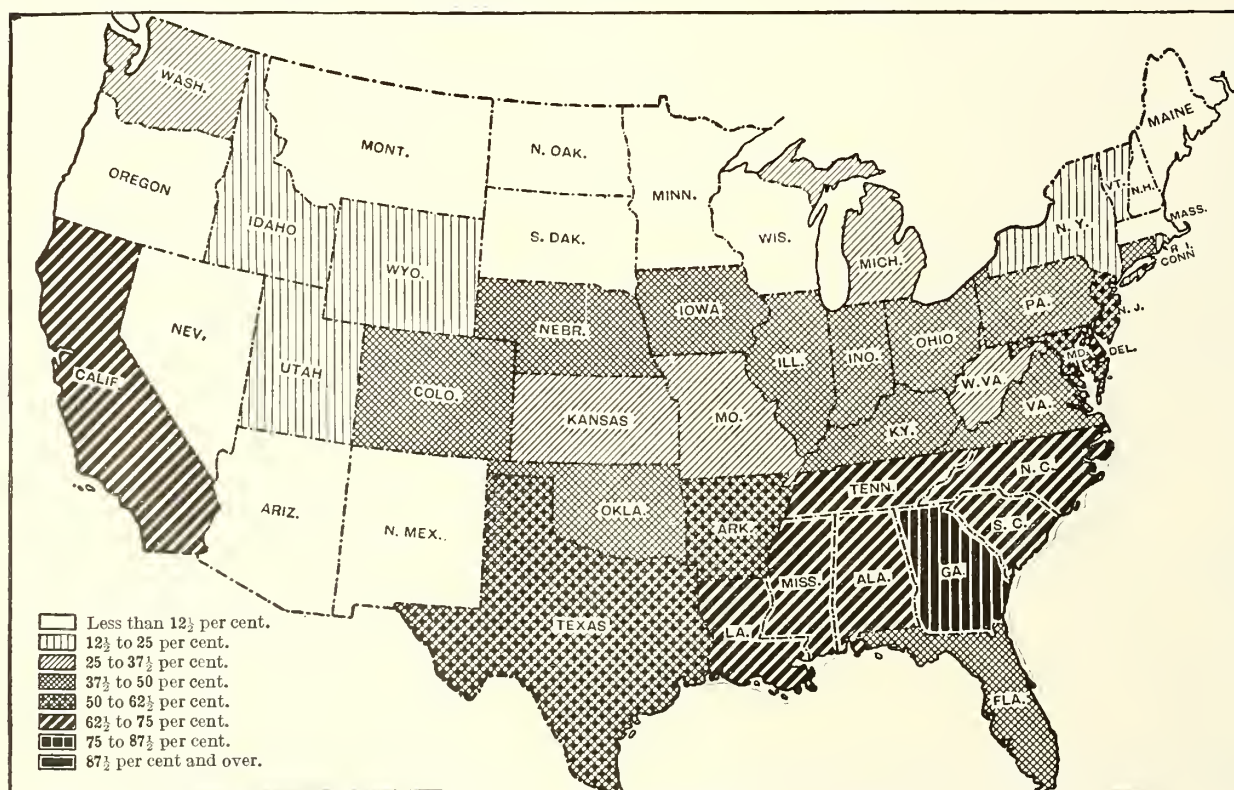 WASH.
MONT.
N. OAK.
MINN.
MAINE
OREGON
IDAHO
WYO.
S. DAK.
WIS.
MICH.
N.Y.
VT.
N.H.
MASS.
R. I.
CONN
NEV.
UTAH
COLO.
NEBR.
IOWA
ILL.
INO.
OHIO
PA.
N. J.
CALIF
KANSAS
MO.
KY.
W. VA.
VA.
MD.
DEL.
ARIZ.
N. MEX.
OKLA.
ARK.
TENN.
N. C.
S. C.
TEXAS
LA.
MISS.
ALA.
GA.
FLA.
Less than 12½ per cent.
12½ to 25 per cent.
25 to 37½ per cent.
37½ to 50 per cent.
50 to 62½ per cent.
62½ to 75 per cent.
75 to 87½ per cent.
87½ per cent and over.